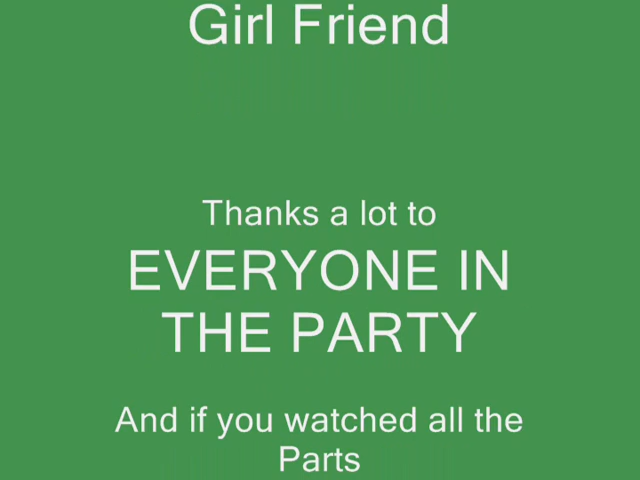 Girl Friend
Thanks a lot to
EVERYONE IN
THE PARTY
And if you watched all the
Parts